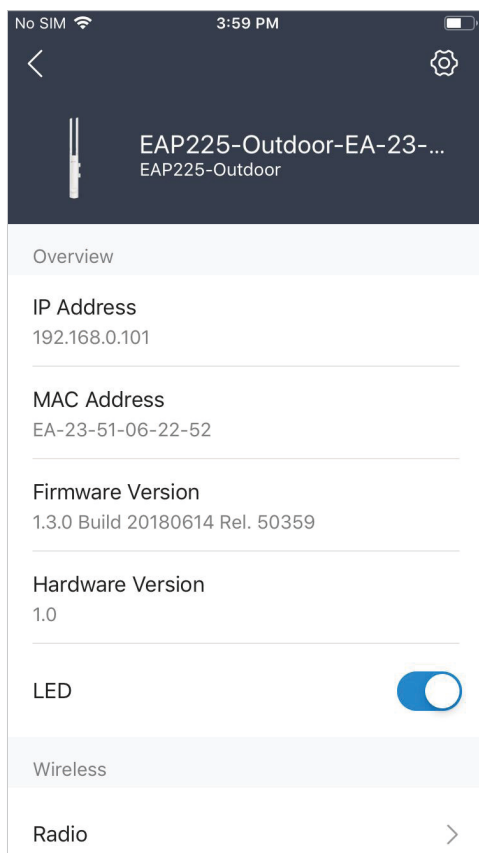 No SIM 3:59 PM
EAP225-Outdoor-EA-23-...
EAP225-Outdoor
Overview
IP Address
192.168.0.101
MAC Address
EA-23-51-06-22-52
Firmware Version
1.3.0 Build 20180614 Rel. 50359
Hardware Version
1.0
LED
Wireless
Radio